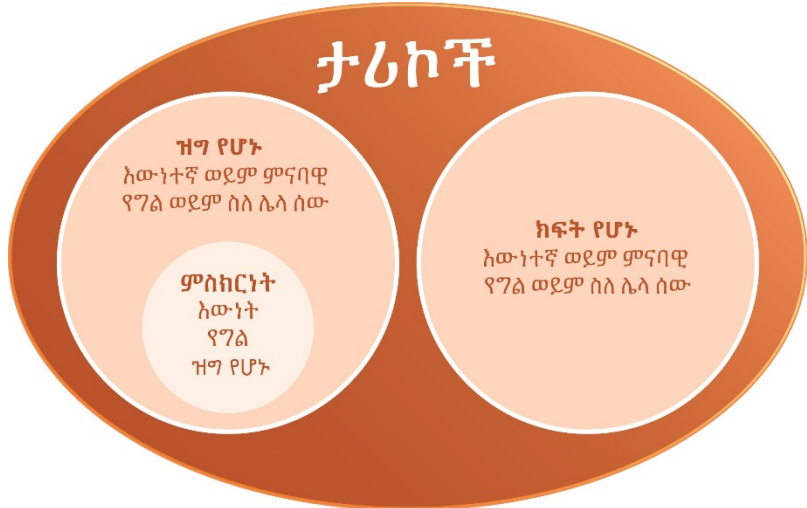 ታሪኮች
ዝግ የሆኑ
እውነተኛ ወይም ምናባዊ
የግል ወይም ስለ ሌላ ሰው
ምስክርነት
እውነት
የግል
ዝግ የሆኑ
ክፍት የሆኑ
እውነተኛ ወይም ምናባዊ
የግል ወይም ስለ ሌላ ሰው